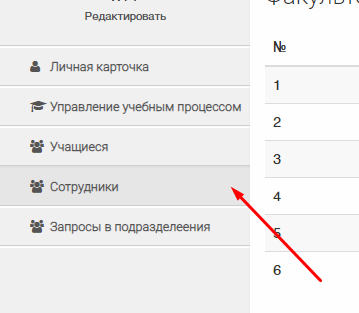 Редактировать
№
Личная карточка
1
Управление учебным процессом
2
Учащиеся
3
Сотрудники
4
Запросы в подразделеения
5
6